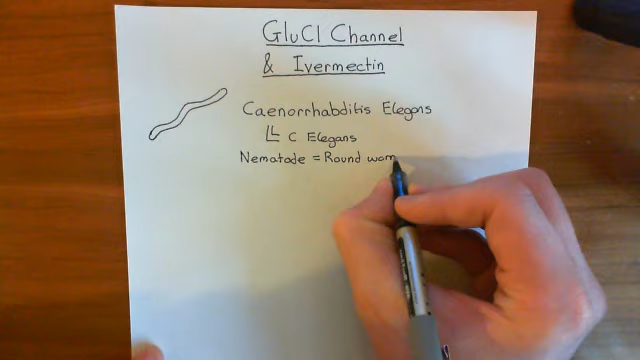 GluCl Channel
& Ivermectin
Caenorrhabditis Elegans
C Elegans
Nematode = Round worm